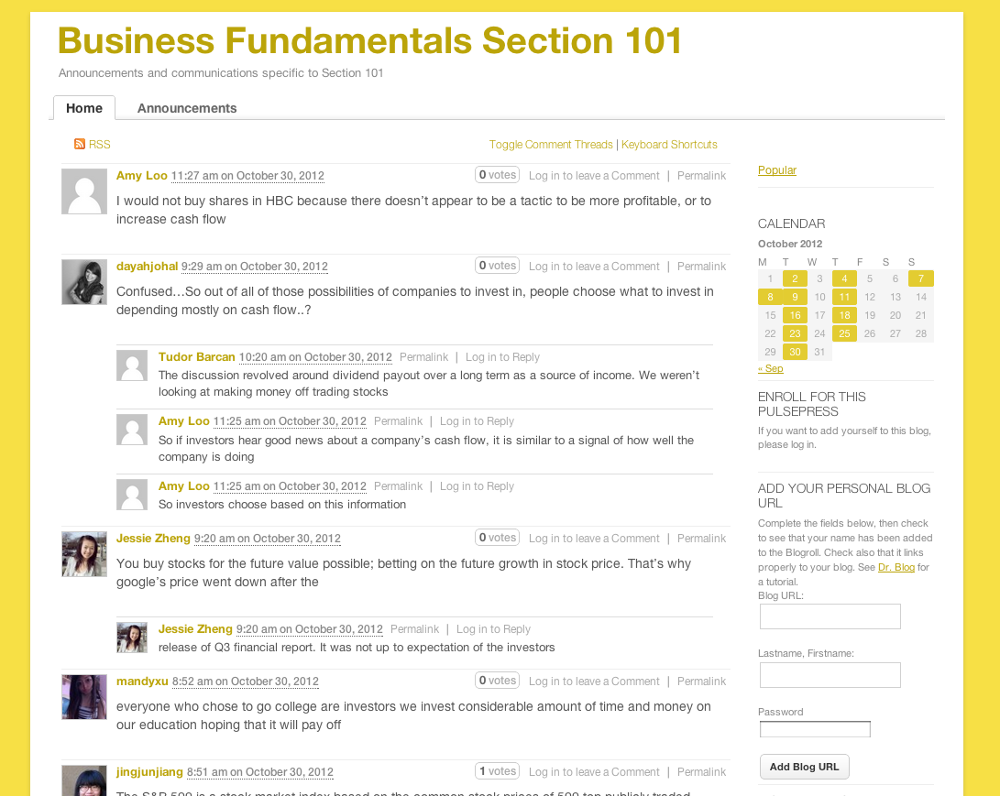 Business Fundamentals Section 101
Announcements and communications specific to Section 101
Home Announcements
RSS
Toggle Comment Threads | Keyboard Shortcuts
Amy Loo 11:27 am on October 30, 2012
0 votes Log in to leave a Comment | Permalink
I would not buy shares in HBC because there doesn't appear to be a tactic to be more profitable, or to
increase cash flow
dayahjohal 9:29 am on October 30, 2012
0 votes Log in to leave a Comment | Permalink
Confused…So out of all of those possibilities of companies to invest in, people choose what to invest in
depending mostly on cash flow..?
Tudor Barcan 10:20 am on October 30, 2012 Permalink | Log in to Reply
The discussion revolved around dividend payout over a long term as a source of income. We weren't
looking at making money off trading stocks
Amy Loo 11:25 am on October 30, 2012 Permalink | Log in to Reply
So if investors hear good news about a company's cash flow, it is similar to a signal of how well the
company is doing
Amy Loo 11:25 am on October 30, 2012 Permalink | Log in to Reply
So investors choose based on this information
Jessie Zheng 9:20 am on October 30, 2012
0 votes Log in to leave a Comment | Permalink
You buy stocks for the future value possible; betting on the future growth in stock price. That's why
google's price went down after the
Jessie Zheng 9:20 am on October 30, 2012 Permalink | Log in to Reply
release of Q3 financial report. It was not up to expectation of the investors
mandyxu 8:52 am on October 30, 2012
0 votes Log in to leave a Comment | Permalink
everyone who chose to go college are investors we invest considerable amount of time and money on
our education hoping that it will pay off
jingjunjiang 8:51 am on October 30, 2012
1 votes Log in to leave a Comment | Permalink
The S&P 500 is a stock market index based on the common stock prices of 500 top publicly traded
Popular
CALENDAR
October 2012
M T W T F S S
1 2 3 4 5 6 7
8 9 10 11 12 13 14
15 16 17 18 19 20 21
22 23 24 25 26 27 28
29 30 31
« Sep
ENROLL FOR THIS
PULSEPRESS
If you want to add yourself to this blog,
please log in.
ADD YOUR PERSONAL BLOG
URL
Complete the fields below, then check
to see that your name has been added
to the Blogroll. Check also that it links
properly to your blog. See Dr. Blog for
a tutorial.
Blog URL:
Lastname, Firstname:
Password
Add Blog URL